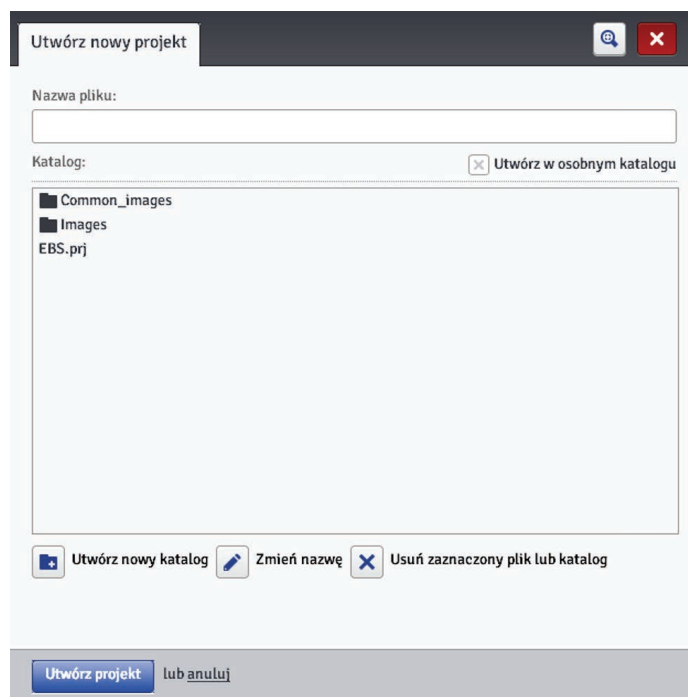 Utwórz nowy projekt
Nazwa pliku:
Katalog:
Utwórz w osobnym katalogu
Common_images
Images
EBS.prj
Utwórz nowy katalog Zmień nazwę Usuń zaznaczony plik lub katalog
Utwórz projekt lub anuluj